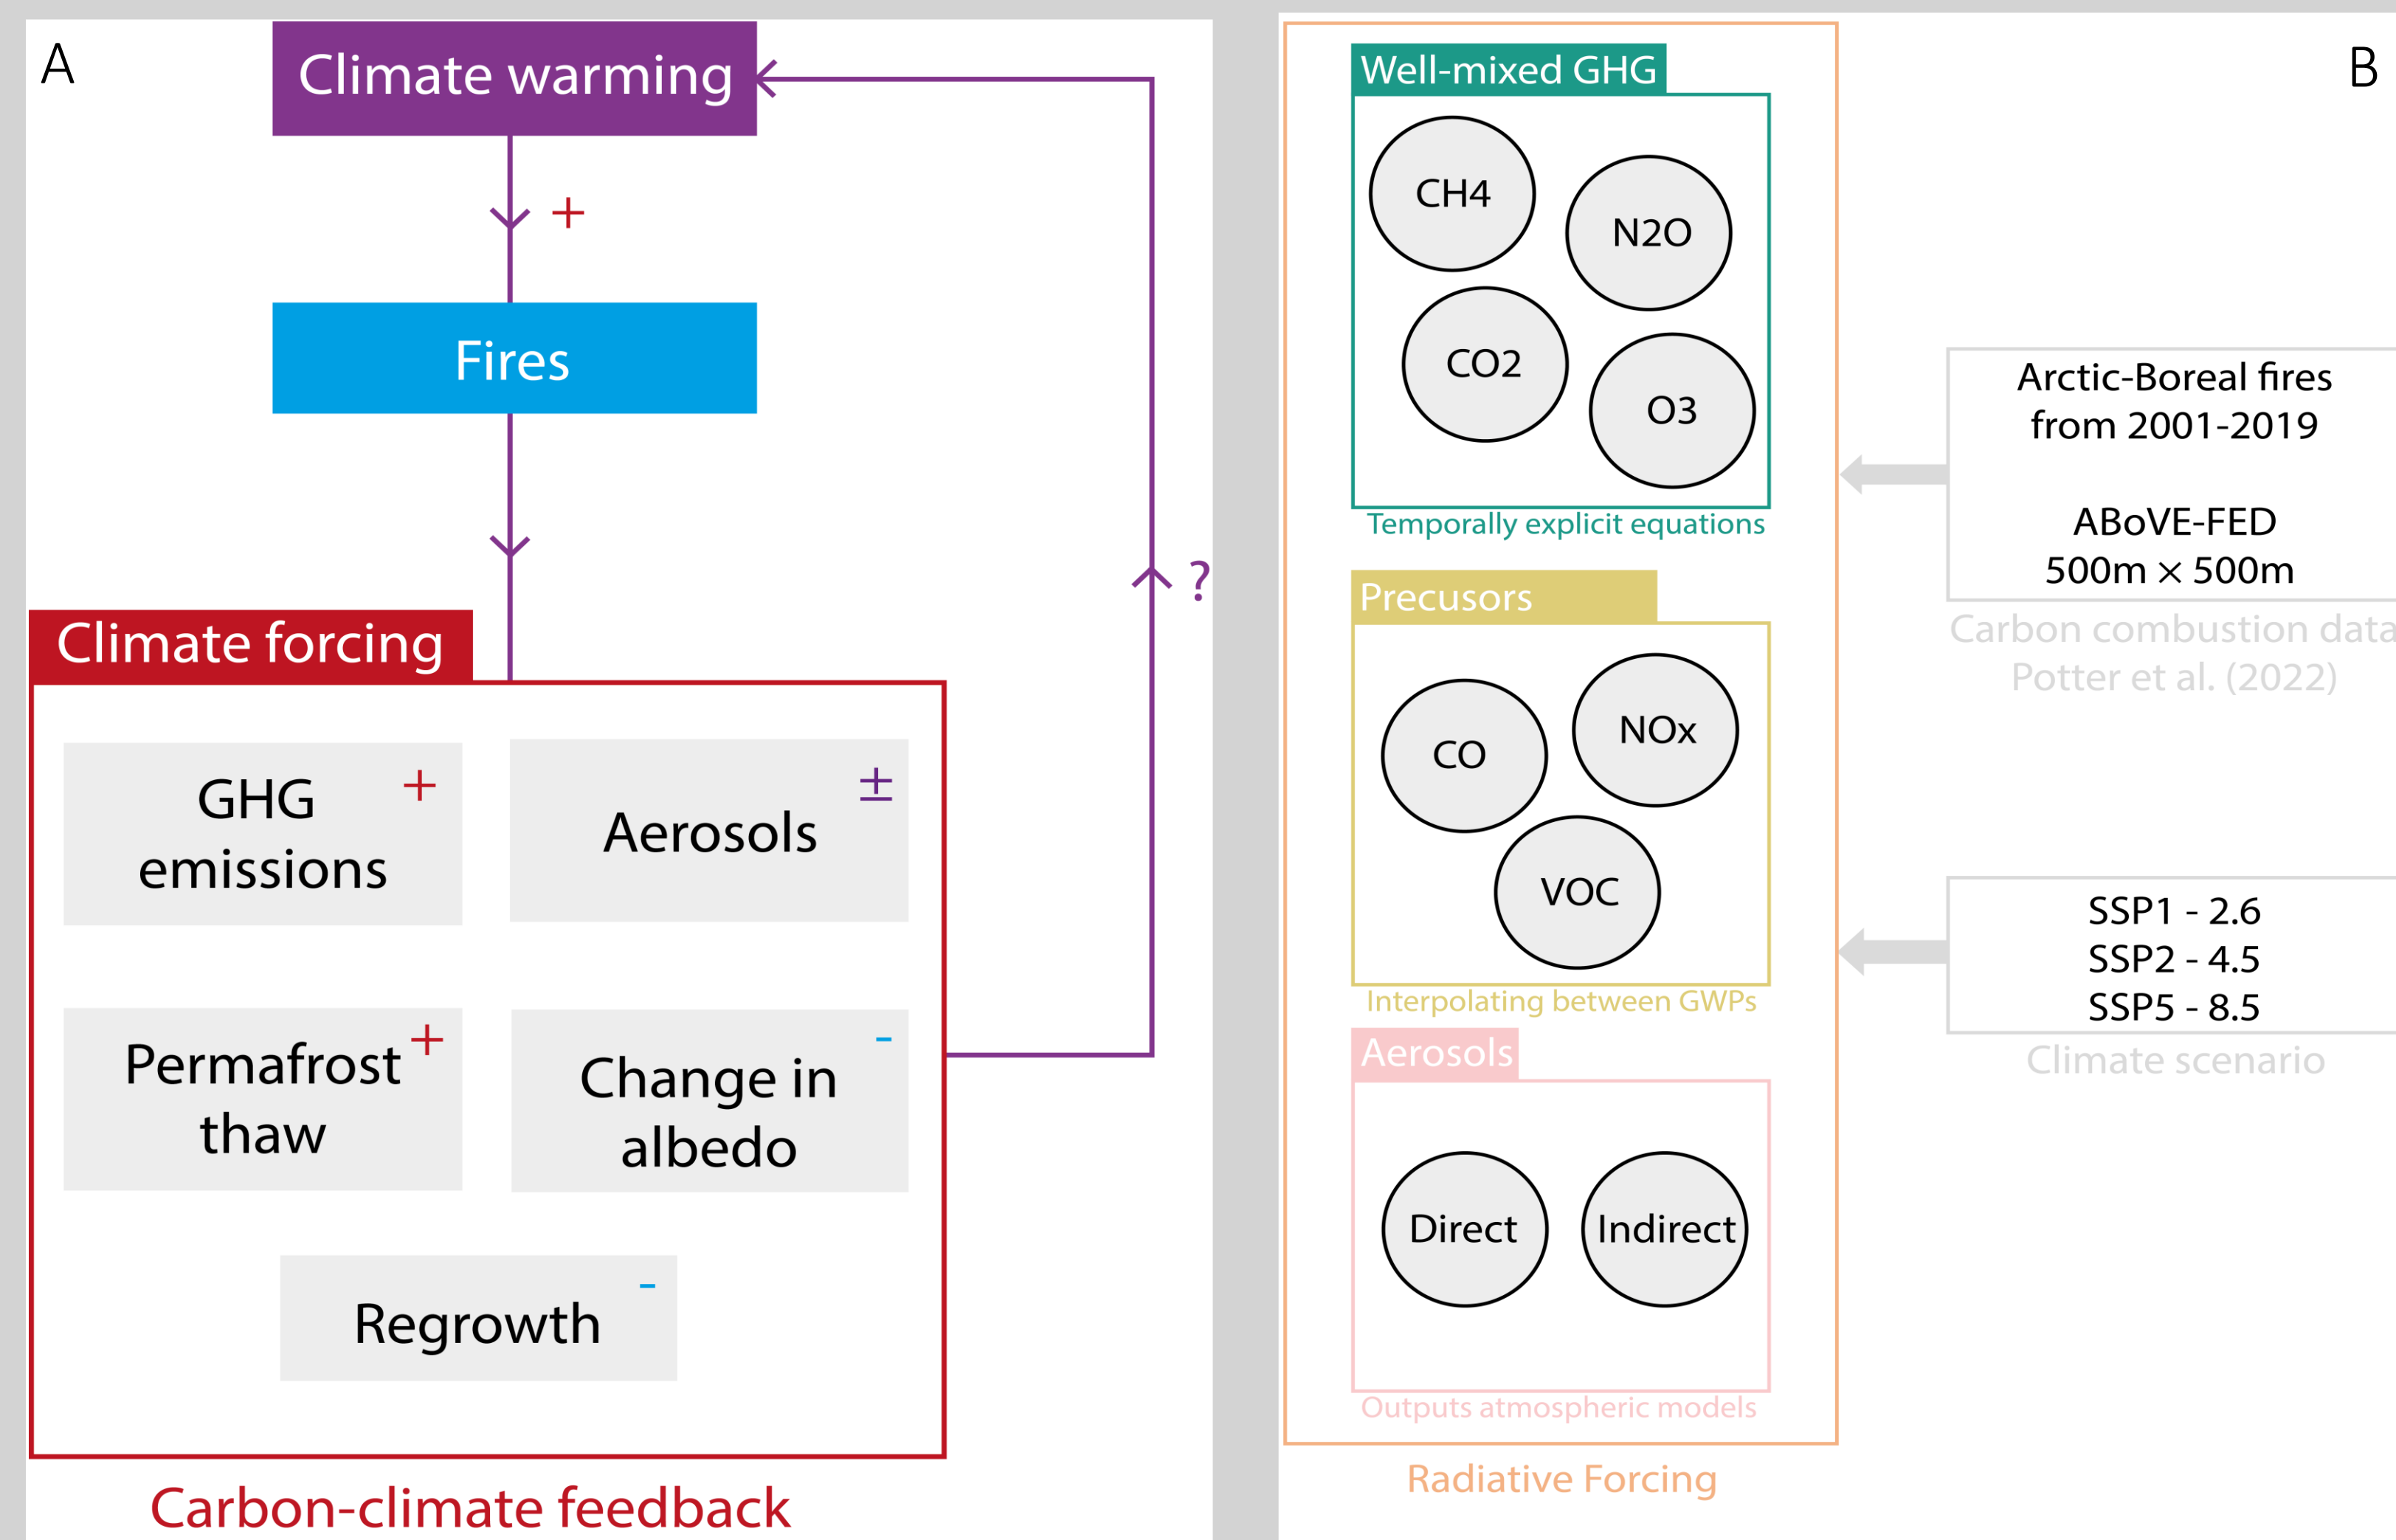 A
Climate warming
+
Fires
?
Climate forcing
GHG
emissions
+
Aerosols
±
Permafrost
thaw
+
Change in
albedo
-
Regrowth
-
Carbon-climate feedback
B
Well-mixed GHG
CH4
N2O
CO2
O3
Temporally explicit equations
Precusors
CO
NOx
VOC
Interpolating between GWPs
Aerosols
Direct
Indirect
Outputs atmospheric models
Radiative Forcing
Arctic-Boreal fires
from 2001-2019
ABoVE-FED
500m × 500m
Carbon combustion data
Potter et al. (2022)
SSP1 - 2.6
SSP2 - 4.5
SSP5 - 8.5
Climate scenario